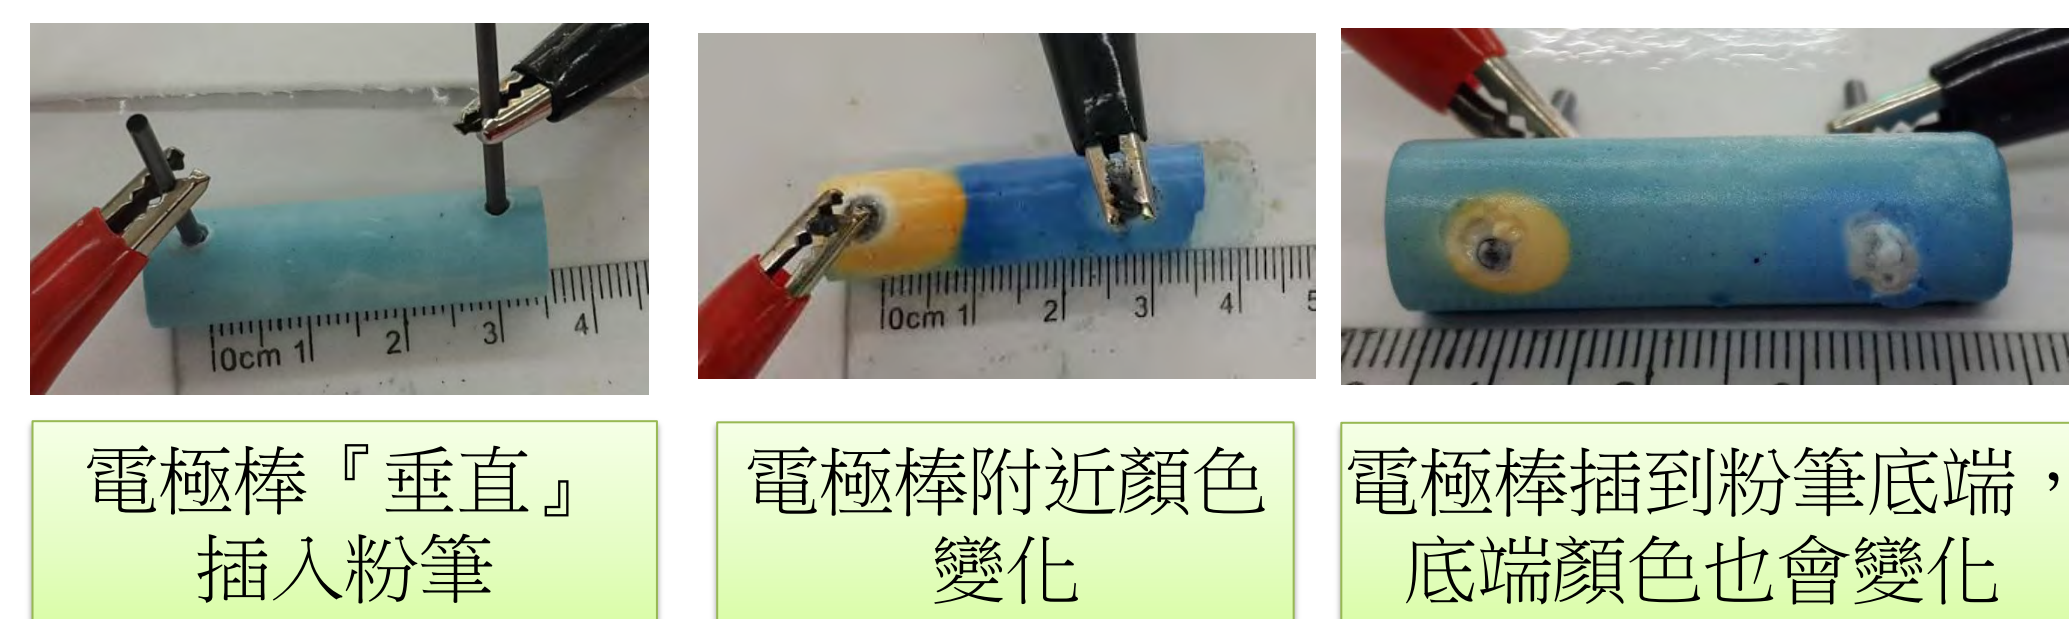 0cm 1 2 3 4
0cm 1 2 3 4 5
電極棒『垂直』
插入粉筆
電極棒附近顏色
變化
電極棒插到粉筆底端，
底端顏色也會變化